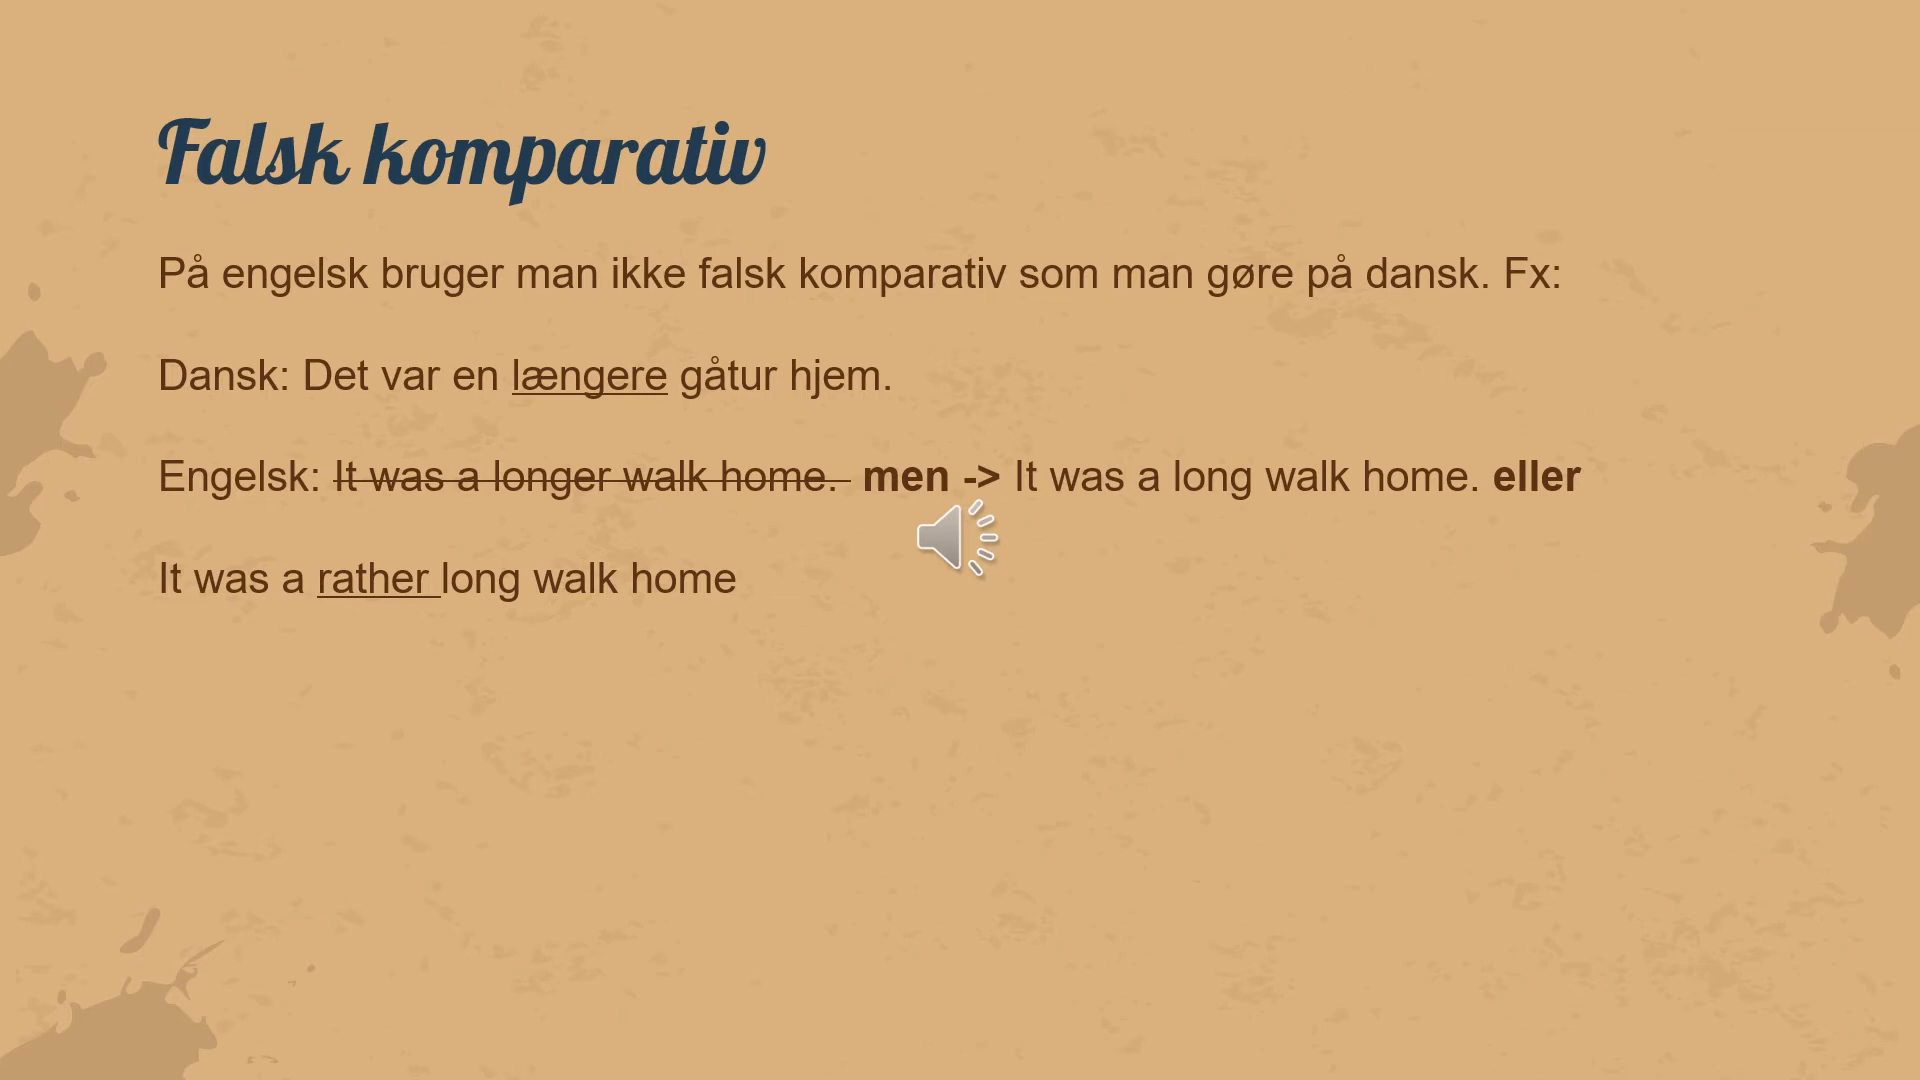 Falsk komparativ
På engelsk bruger man ikke falsk komparativ som man gøre på dansk. Fx:
Dansk: Det var en længere gåtur hjem.
Engelsk: It was a longer walk home. men -> It was a long walk home. eller
It was a rather long walk home